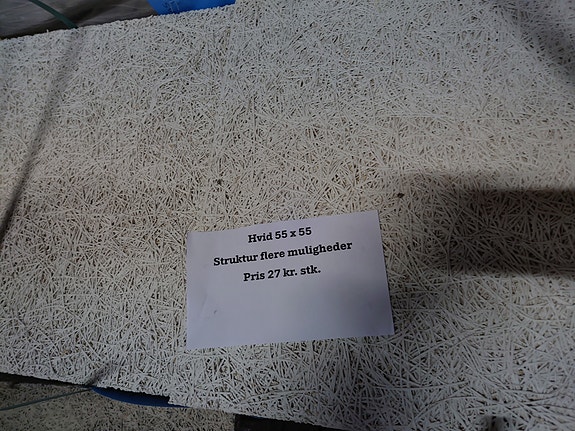 Hvid 55 x 55
Struktur flere muligheder
Pris 27 kr. stk.